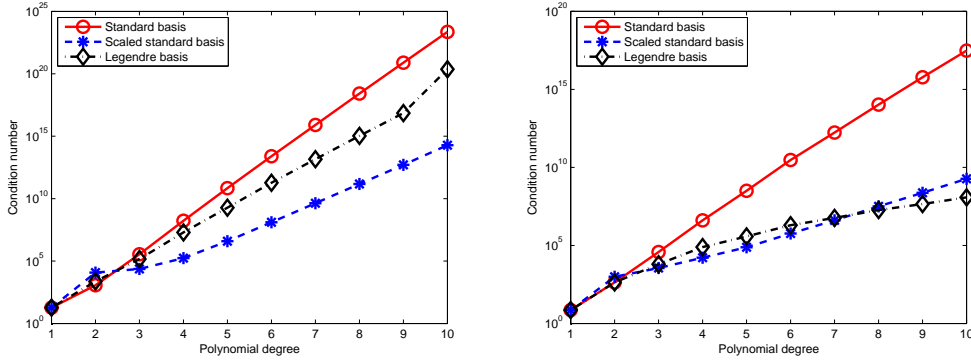 10^25
10^20
10^15
10^10
10^5
10^0
Condition number
Standard basis
Scaled standard basis
Legendre basis
1 2 3 4 5 6 7 8 9 10
Polynomial degree
10^20
10^15
10^10
10^5
10^0
Condition number
Standard basis
Scaled standard basis
Legendre basis
1 2 3 4 5 6 7 8 9 10
Polynomial degree